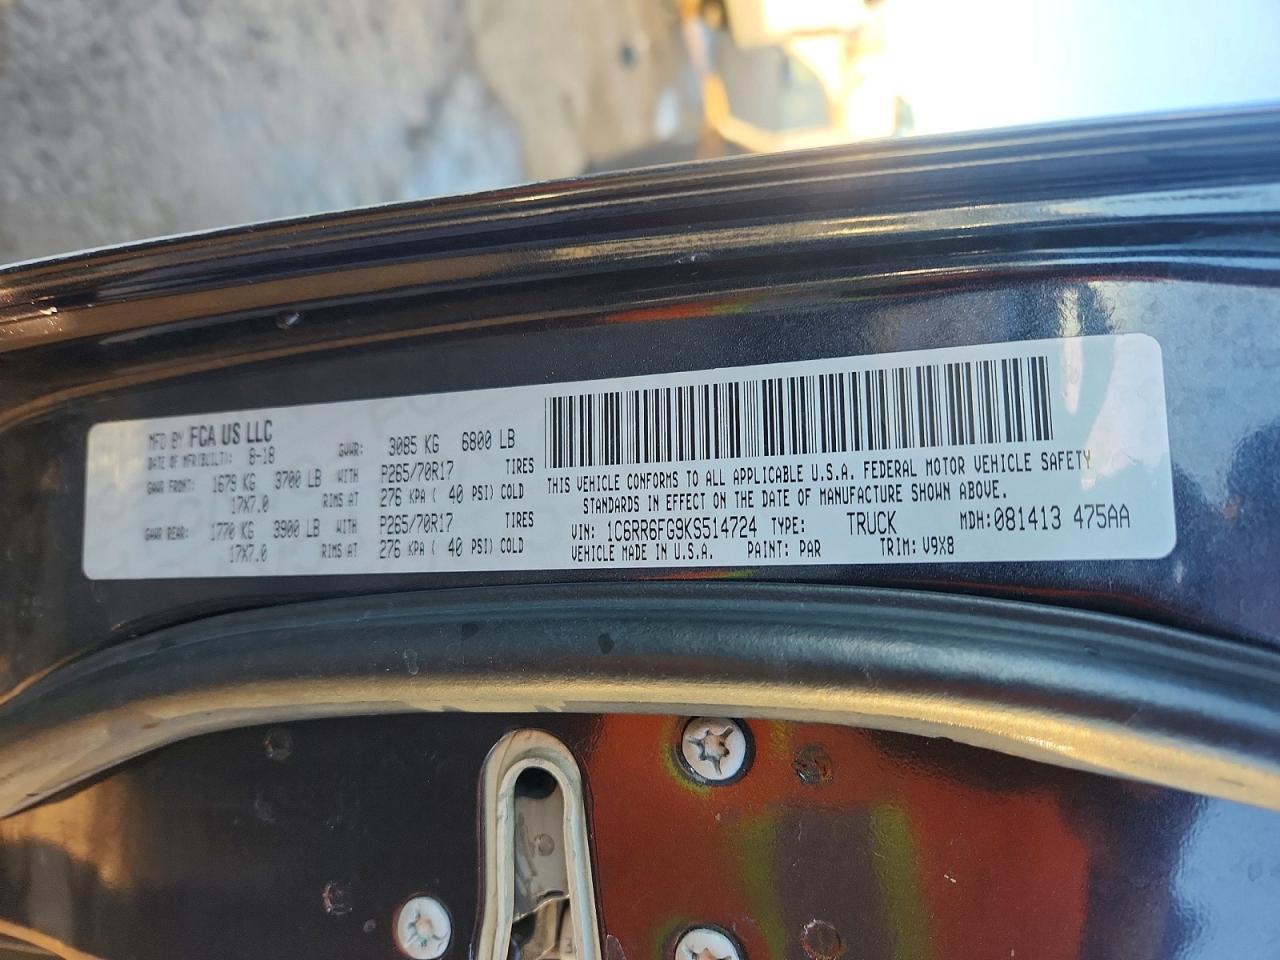 MFD BY FCA US LLC
DATE OF MFR(BUILT): 8-18 GVWR: 3085 KG 6800 LB
GAWR FRONT: 1679 KG 3700 LB WITH P265/70R17 TIRES
17X7.0 RIMS AT 276 KPA( 40 PSI) COLD
GAWR REAR: 1770 KG 3900 LB WITH P265/70R17 TIRES
17X7.0 RIMS AT 276 KPA( 40 PSI) COLD
THIS VEHICLE CONFORMS TO ALL APPLICABLE U.S.A. FEDERAL MOTOR VEHICLE SAFETY
STANDARDS IN EFFECT ON THE DATE OF MANUFACTURE SHOWN ABOVE.
VIN: 1C6RR6FG9KS514724 TYPE: TRUCK MDH:081413 475AA
VEHICLE MADE IN U.S.A. PAINT: PAR TRIM: V9X8